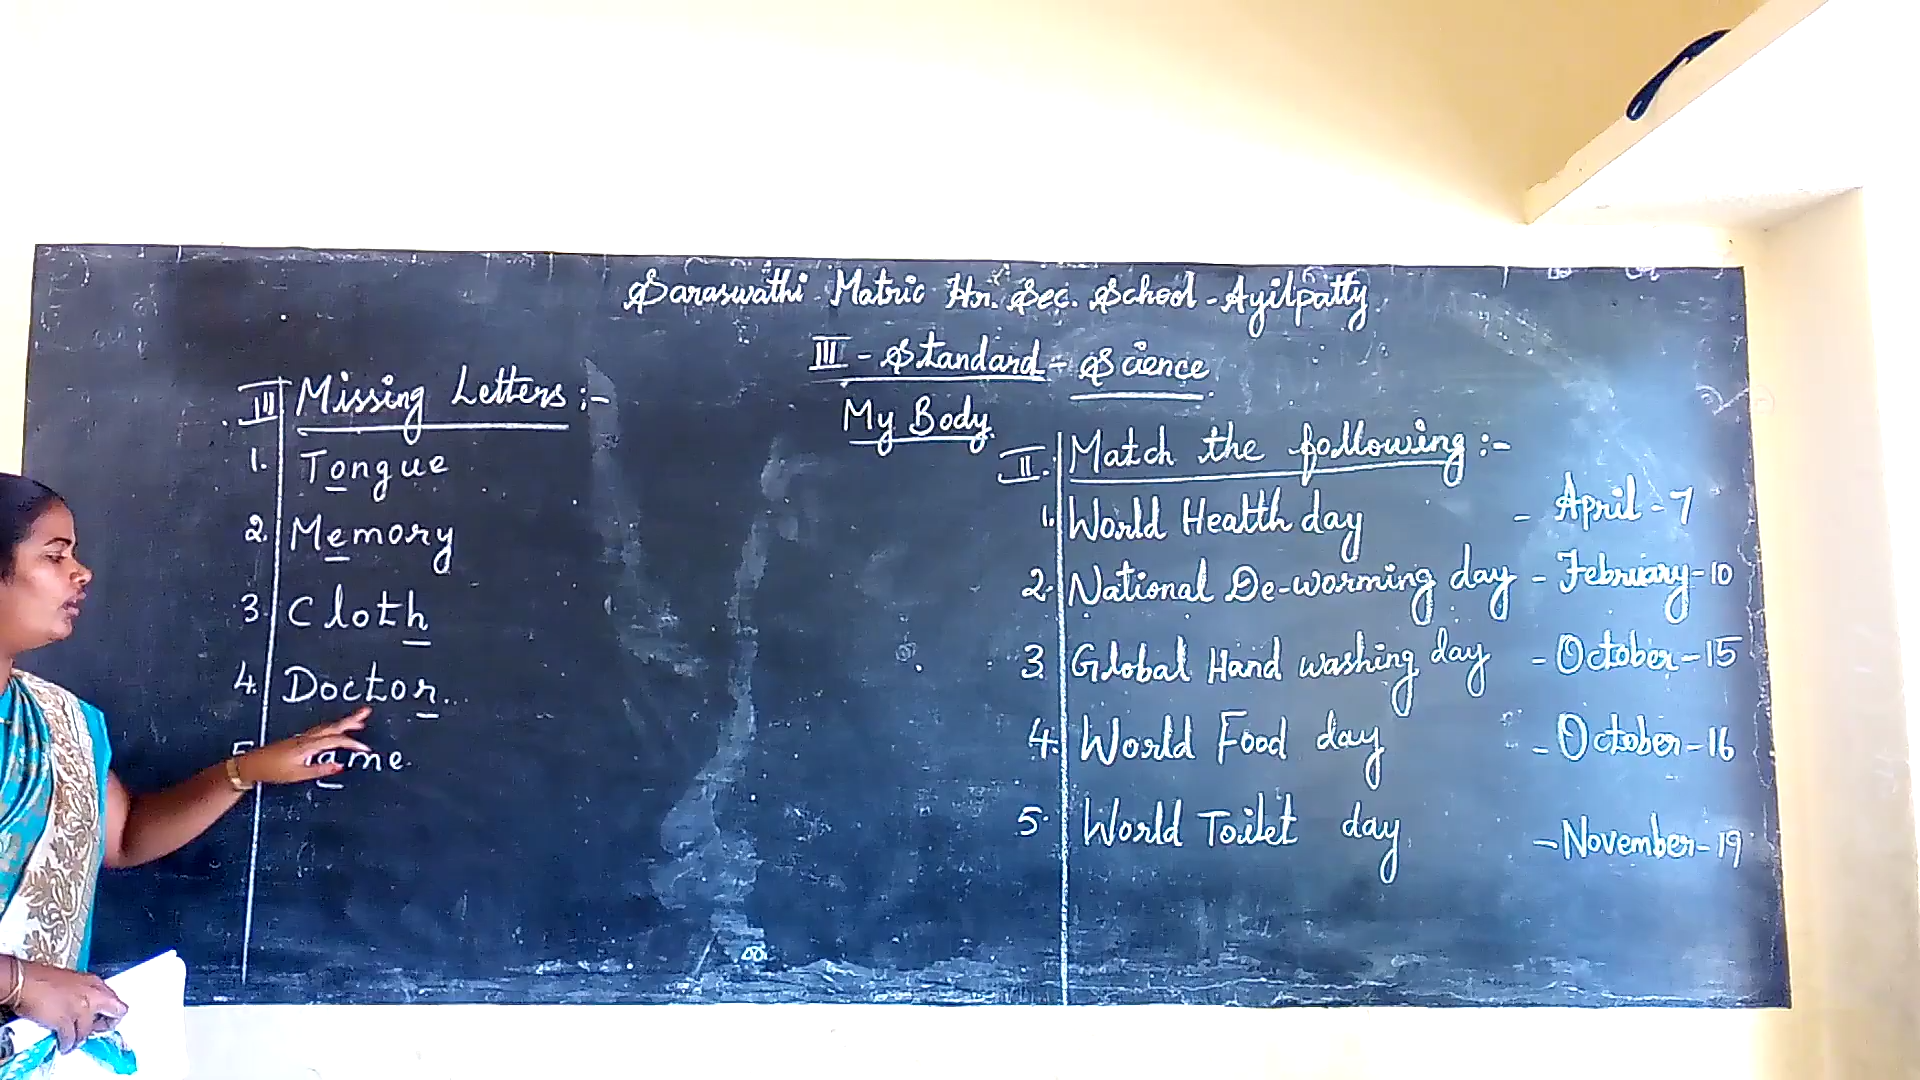 Saraswathi Matric Hr. Sec. School - Ayilpatty
III - Standard - Science
My Body
III Missing Letters :-
1. Tongue
2. Memory
3. Cloth
4. Doctor
5.
II. Match the following :-
1. World Health day - April - 7
2. National De-worming day - February - 10
3. Global Hand washing day - October - 15
4. World Food day - October - 16
5. World Toilet day - November - 19